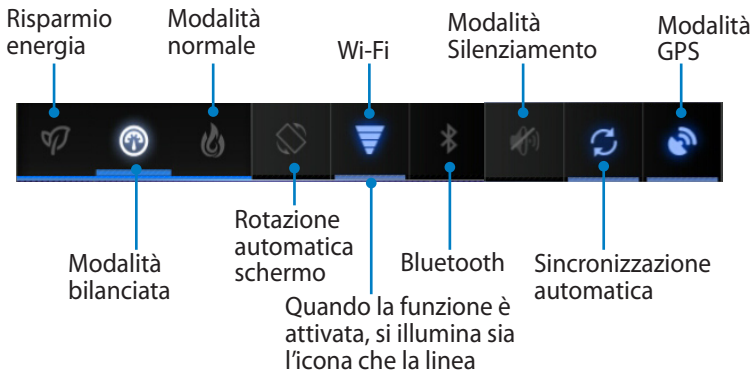 Risparmio
energia
Modalità
normale
Wi-Fi
Modalità
Silenziamento
Modalità
GPS
Modalità
bilanciata
Rotazione
automatica
schermo
Quando la funzione è
attivata, si illumina sia
l’icona che la linea
Bluetooth
Sincronizzazione
automatica